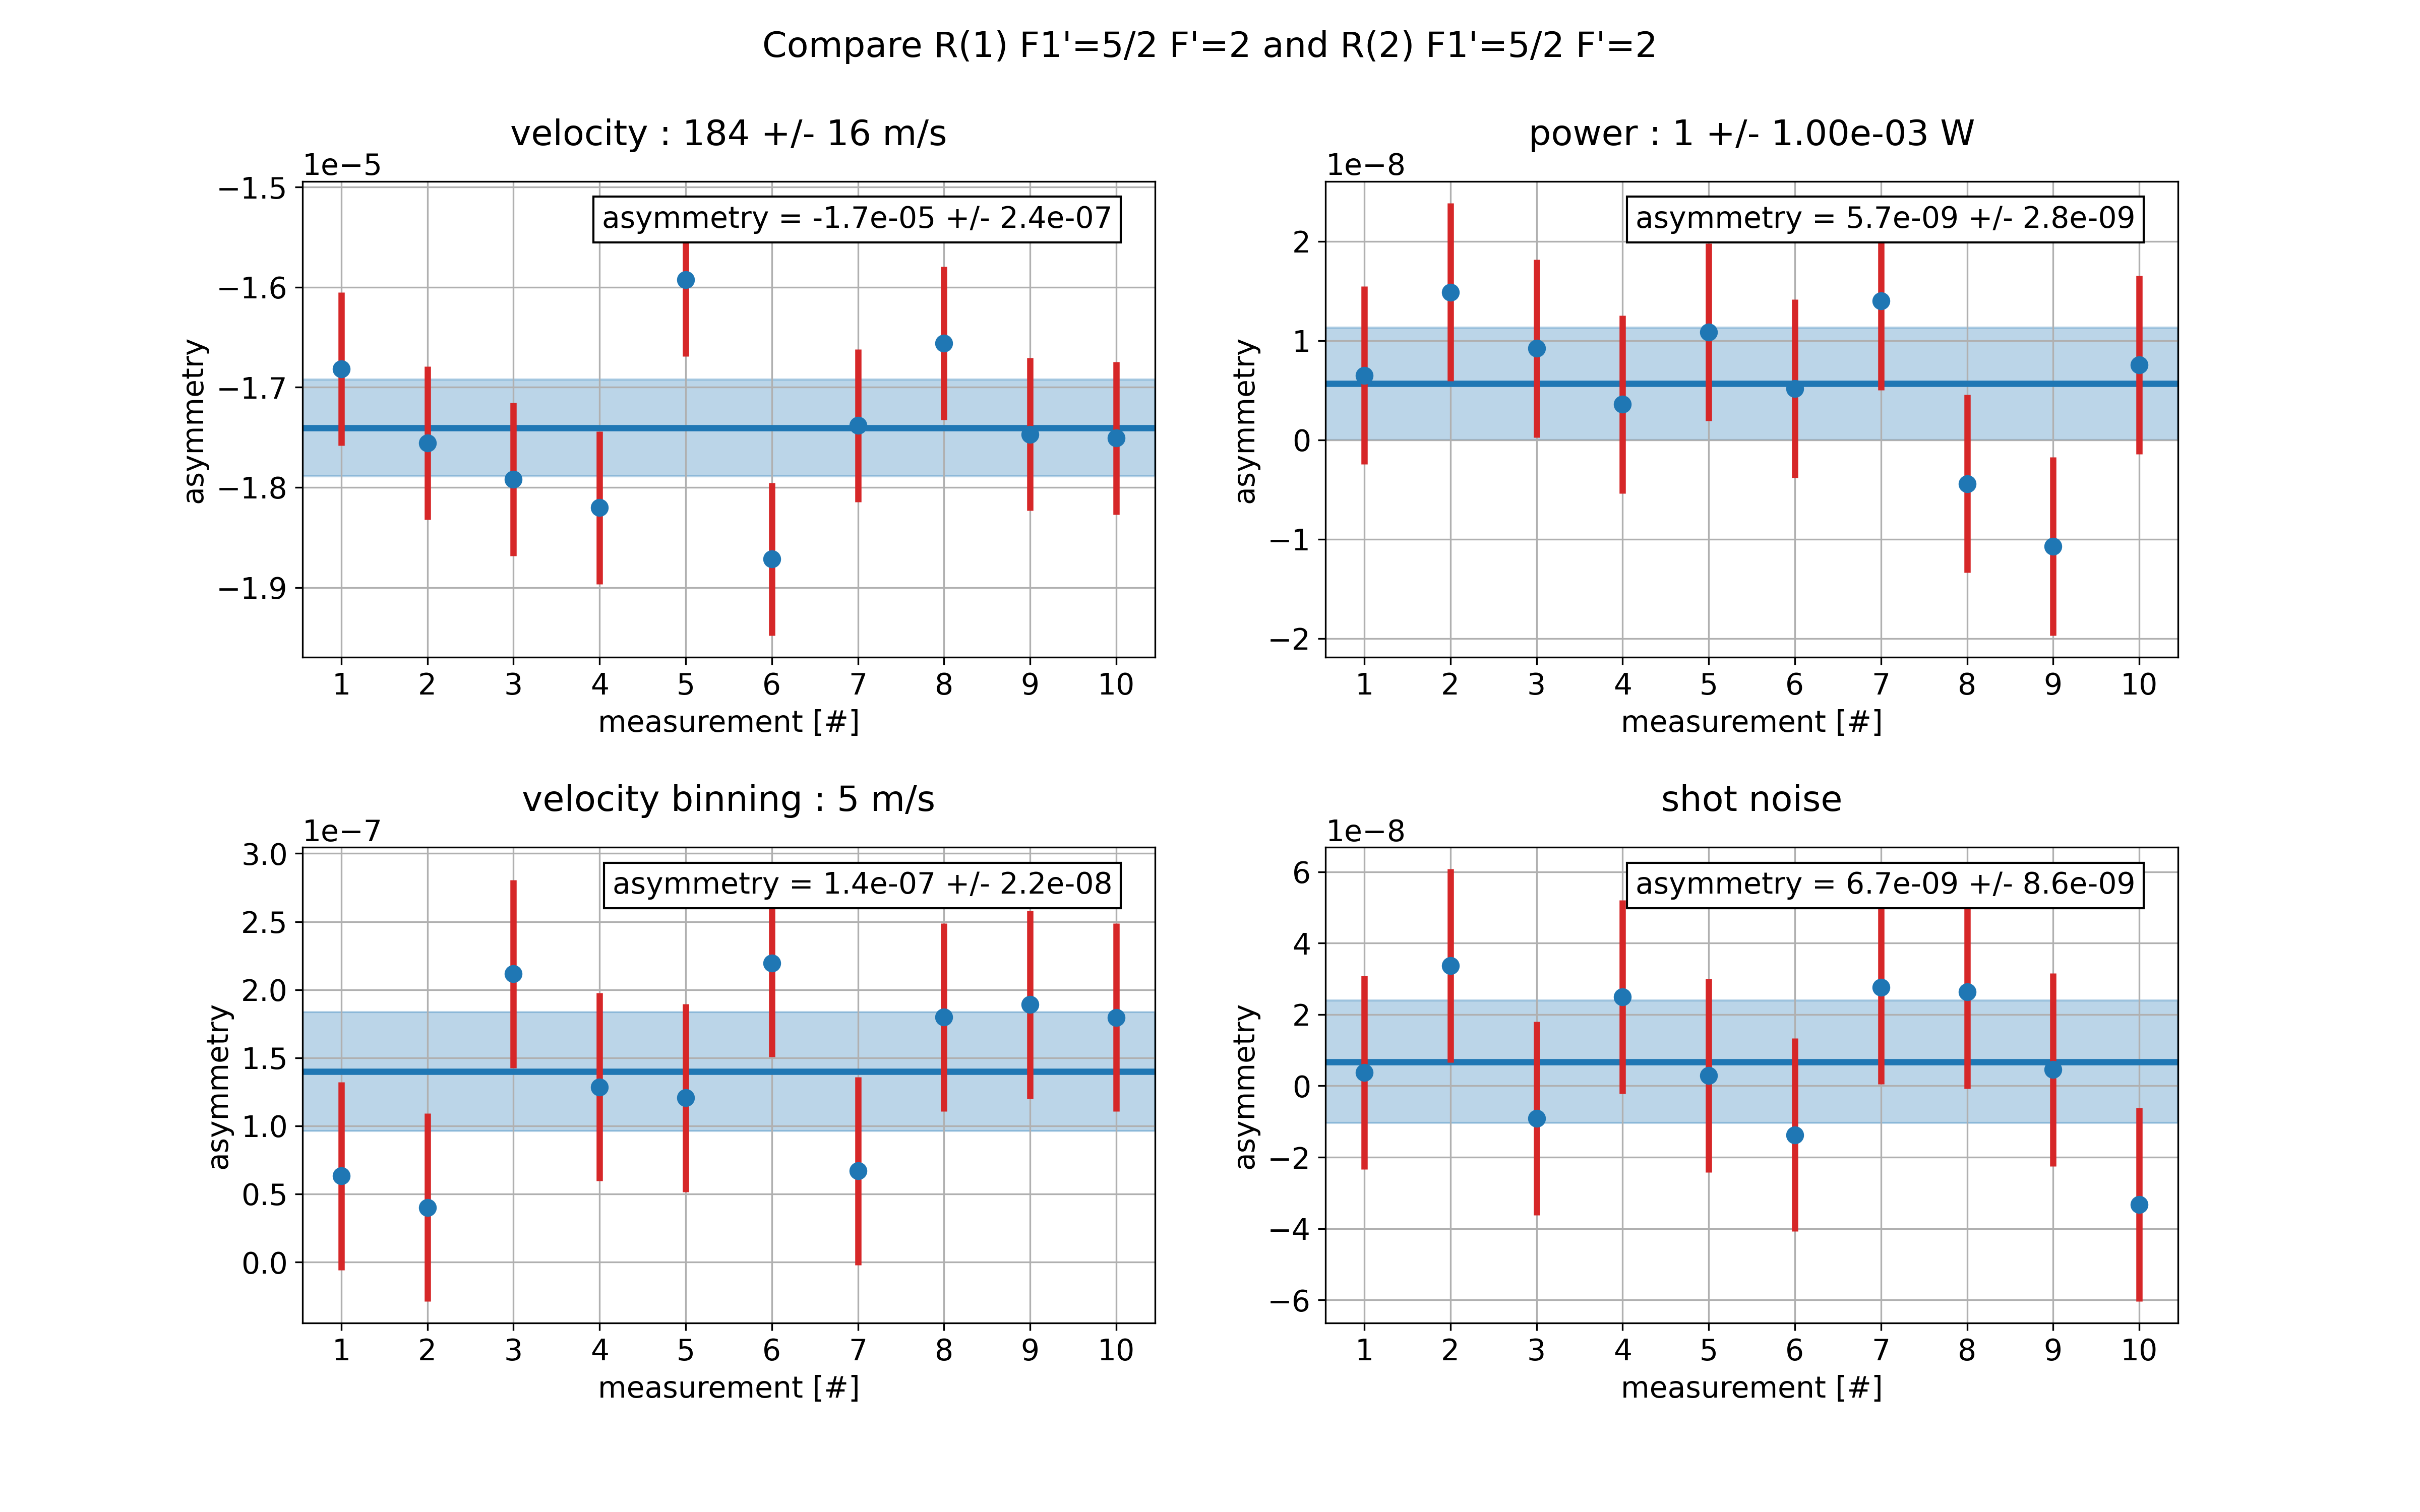 Compare R(1) F1'=5/2 F'=2 and R(2) F1'=5/2 F'=2
velocity : 184 +/- 16 m/s
1e−5
asymmetry = -1.7e-05 +/- 2.4e-07
−1.5
−1.6
−1.7
−1.8
−1.9
asymmetry
1 2 3 4 5 6 7 8 9 10
measurement [#]
power : 1 +/- 1.00e-03 W
1e−8
asymmetry = 5.7e-09 +/- 2.8e-09
2
1
0
−1
−2
asymmetry
1 2 3 4 5 6 7 8 9 10
measurement [#]
velocity binning : 5 m/s
1e−7
asymmetry = 1.4e-07 +/- 2.2e-08
3.0
2.5
2.0
1.5
1.0
0.5
0.0
asymmetry
1 2 3 4 5 6 7 8 9 10
measurement [#]
shot noise
1e−8
asymmetry = 6.7e-09 +/- 8.6e-09
6
4
2
0
−2
−4
−6
asymmetry
1 2 3 4 5 6 7 8 9 10
measurement [#]